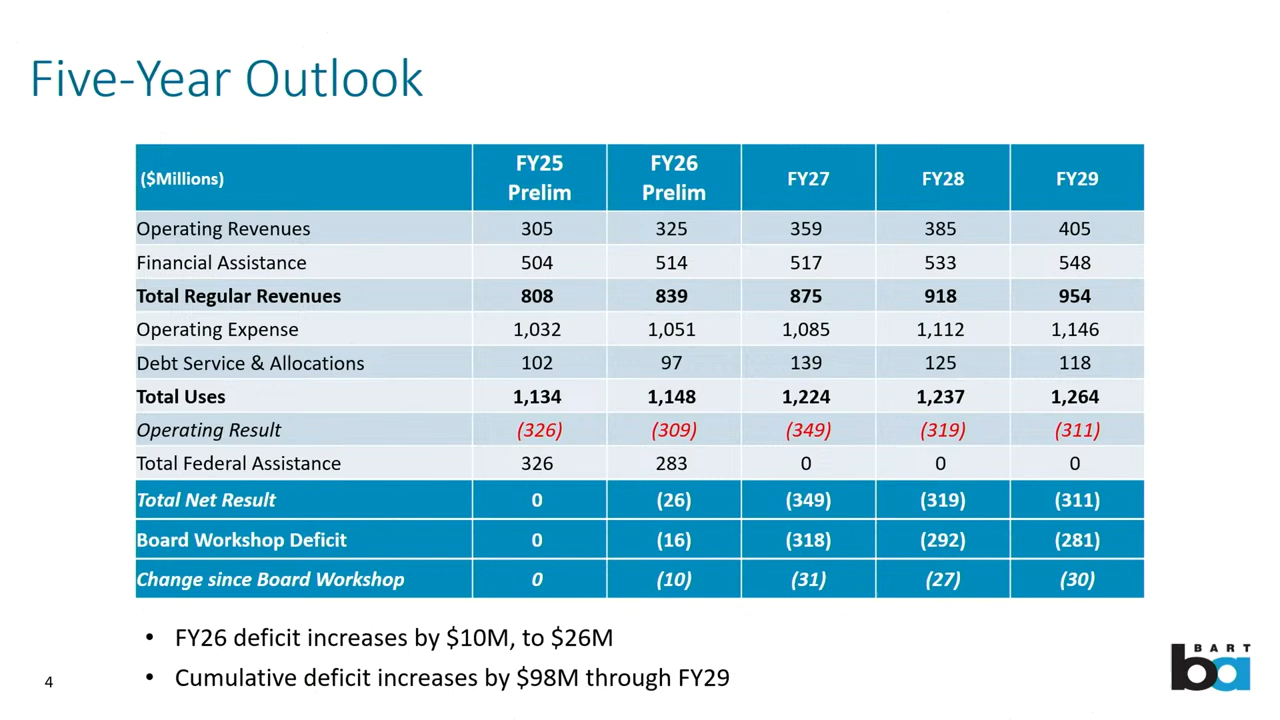 Five-Year Outlook
($Millions) FY25 Prelim FY26 Prelim FY27 FY28 FY29
Operating Revenues 305 325 359 385 405
Financial Assistance 504 514 517 533 548
Total Regular Revenues 808 839 875 918 954
Operating Expense 1,032 1,051 1,085 1,112 1,146
Debt Service & Allocations 102 97 139 125 118
Total Uses 1,134 1,148 1,224 1,237 1,264
Operating Result (326) (309) (349) (319) (311)
Total Federal Assistance 326 283 0 0 0
Total Net Result 0 (26) (349) (319) (311)
Board Workshop Deficit 0 (16) (318) (292) (281)
Change since Board Workshop 0 (10) (31) (27) (30)
• FY26 deficit increases by $10M, to $26M
• Cumulative deficit increases by $98M through FY29
4
BART
ba